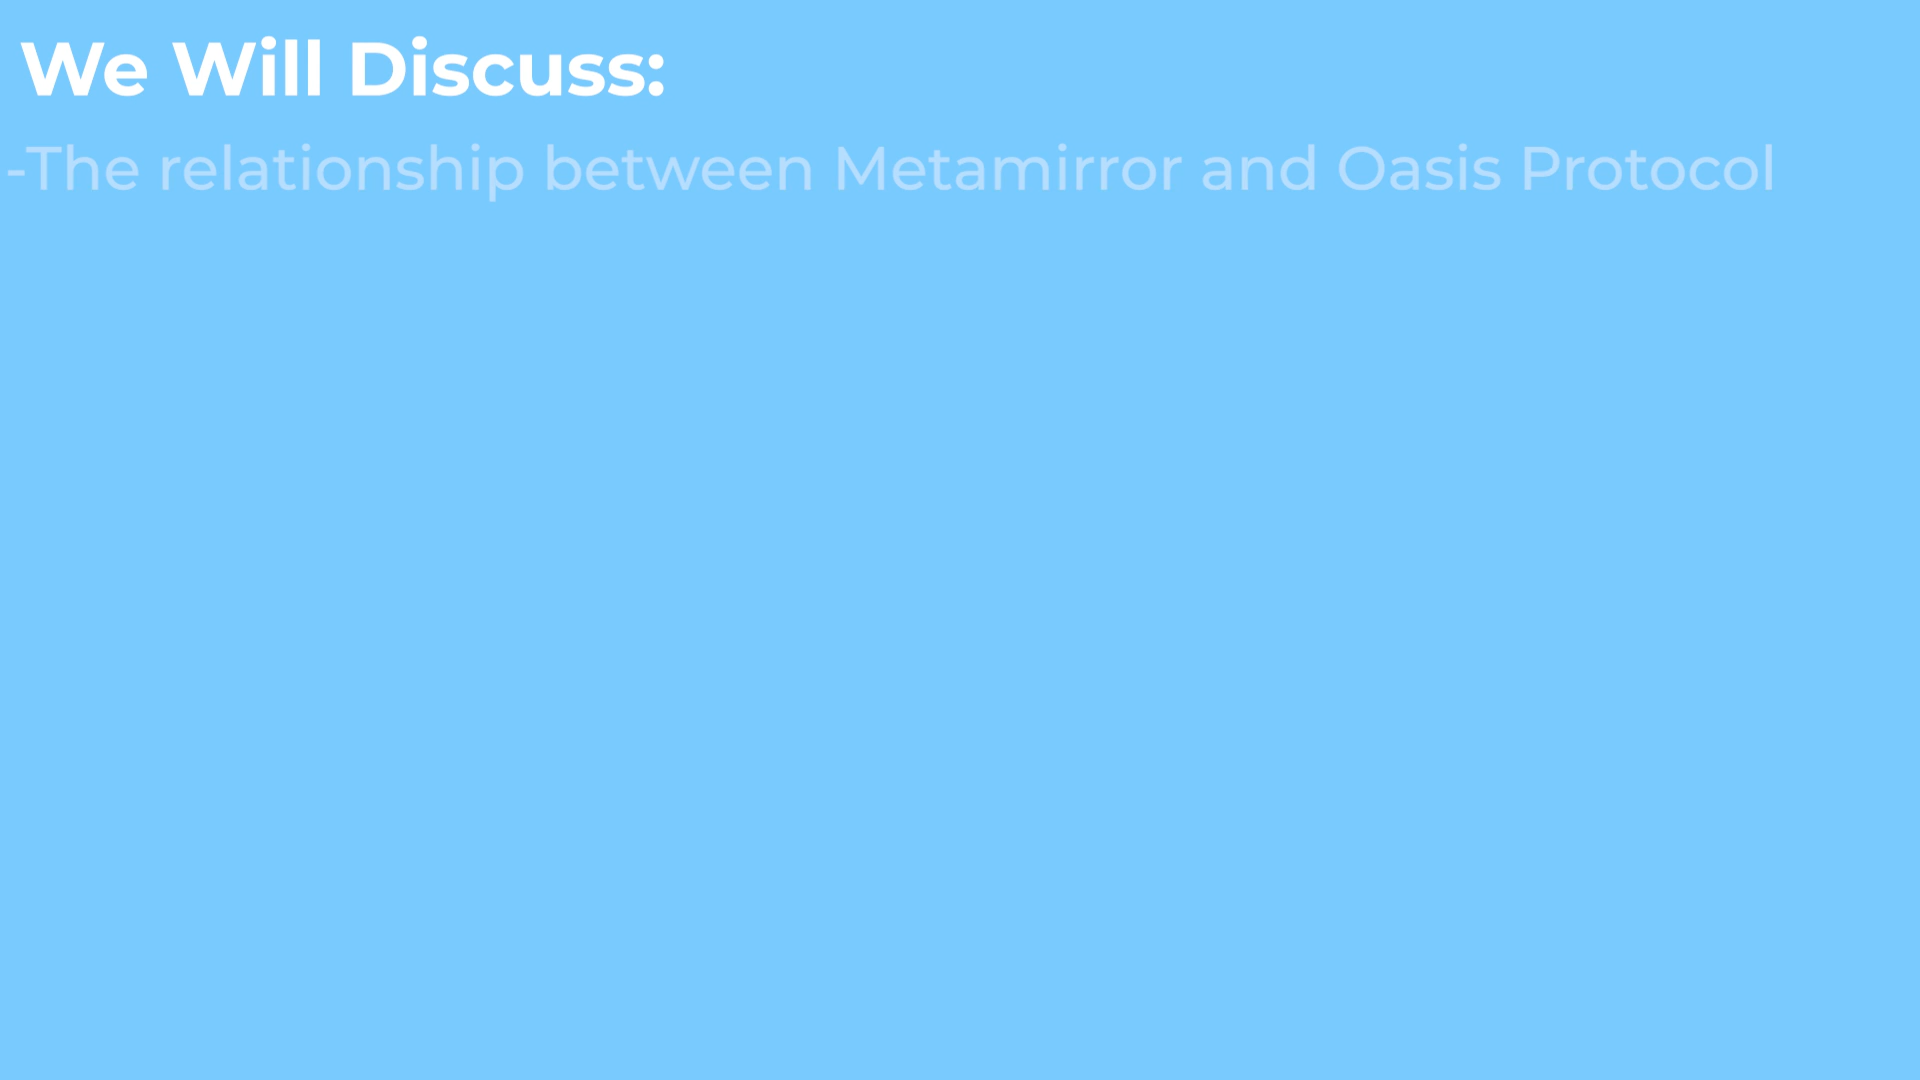 We Will Discuss:
-The relationship between Metamirror and Oasis Protocol